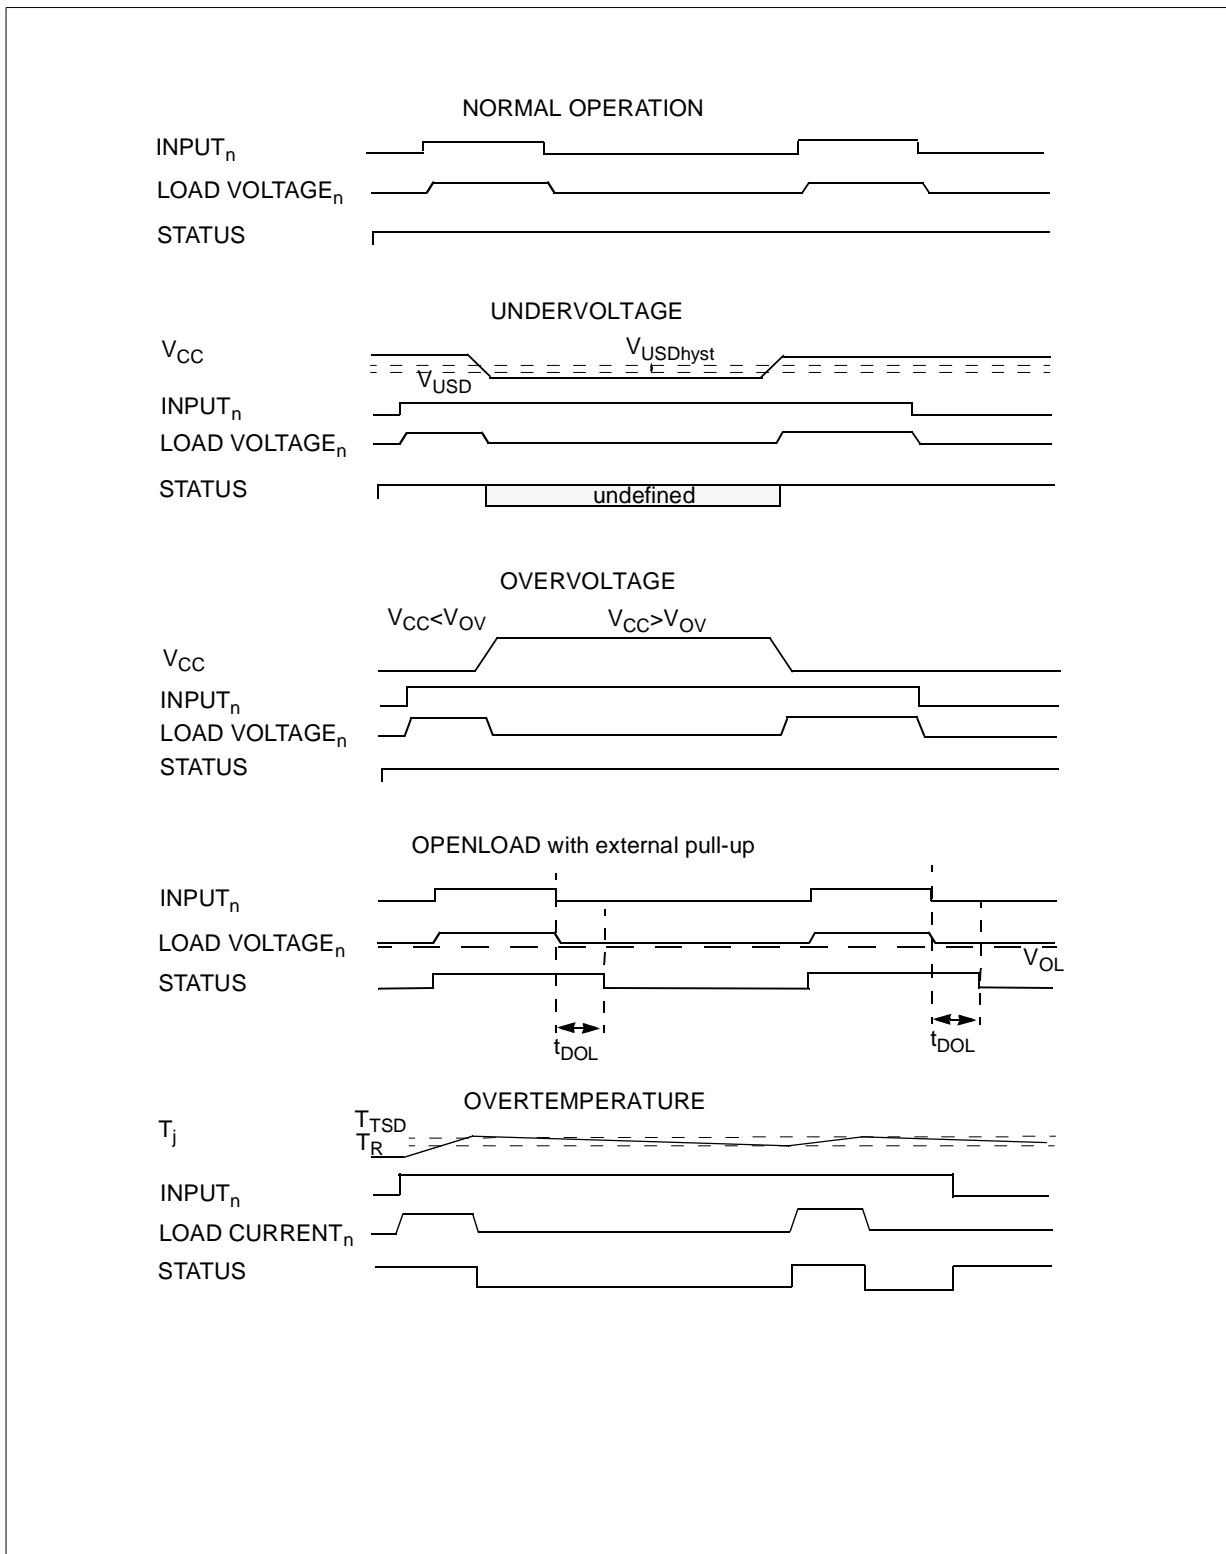 NORMAL OPERATION
INPUTn
LOAD VOLTAGEn
STATUS
UNDERVOLTAGE
VCC
VUSDhyst
VUSD
INPUTn
LOAD VOLTAGEn
STATUS
undefined
OVERVOLTAGE
VCC<VOV
VCC>VOV
VCC
INPUTn
LOAD VOLTAGEn
STATUS
OPENLOAD with external pull-up
INPUTn
LOAD VOLTAGEn
VOL
STATUS
tDOL
tDOL
OVERTEMPERATURE
Tj
TTSD
TR
INPUTn
LOAD CURRENTn
STATUS